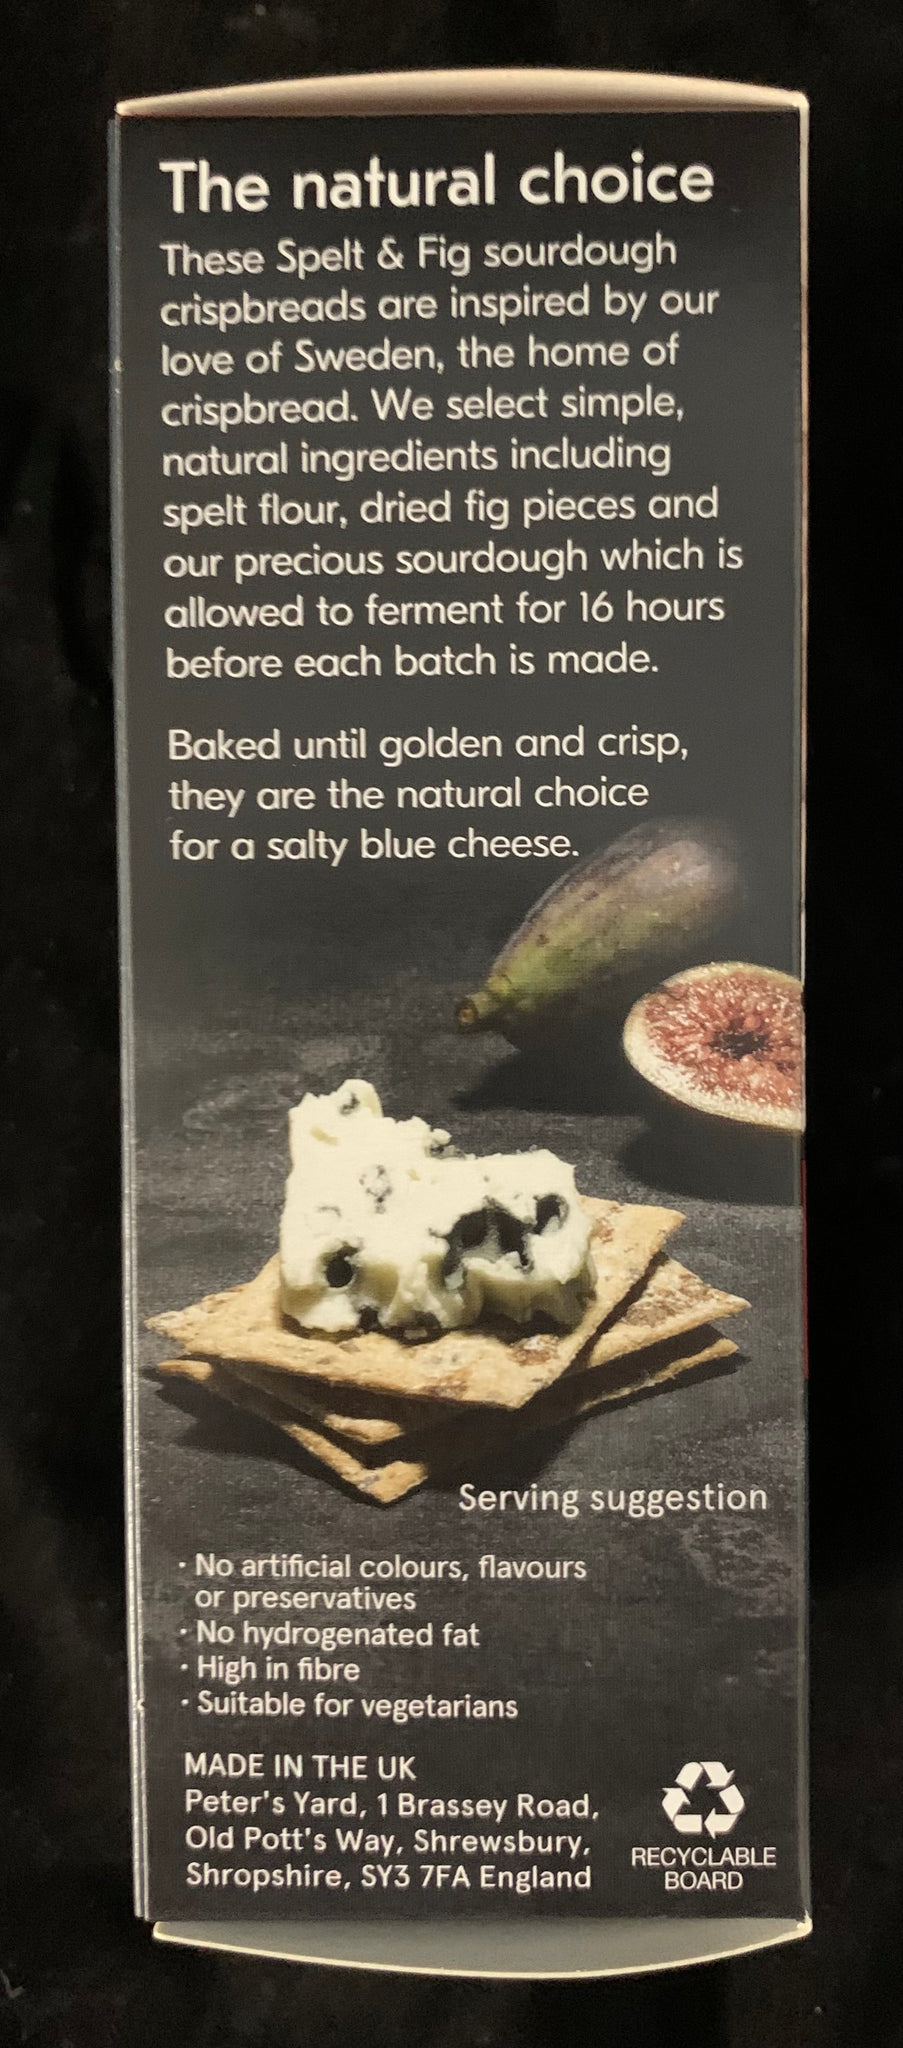 The natural choice
These Spelt & Fig sourdough
crispbreads are inspired by our
love of Sweden, the home of
crispbread. We select simple,
natural ingredients including
spelt flour, dried fig pieces and
our precious sourdough which is
allowed to ferment for 16 hours
before each batch is made.
Baked until golden and crisp,
they are the natural choice
for a salty blue cheese.
Serving suggestion
· No artificial colours, flavours
or preservatives
· No hydrogenated fat
· High in fibre
· Suitable for vegetarians
MADE IN THE UK
Peter's Yard, 1 Brassey Road,
Old Pott's Way, Shrewsbury,
Shropshire, SY3 7FA England
RECYCLABLE
BOARD